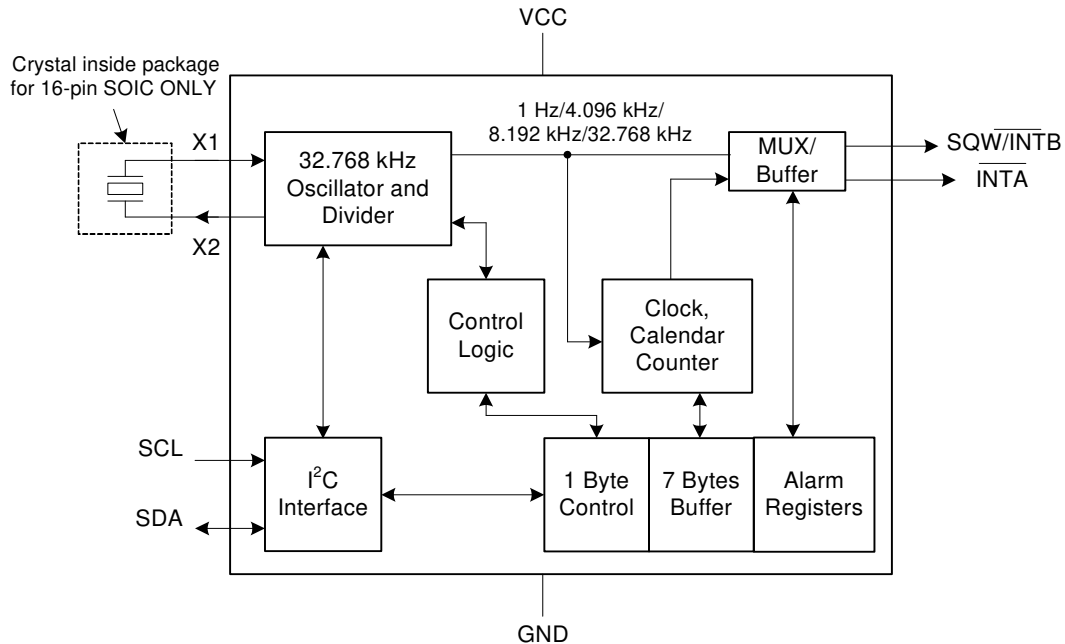 VCC
Crystal inside package
for 16-pin SOIC ONLY
X1
X2
32.768 kHz
Oscillator and
Divider
1 Hz/4.096 kHz/
8.192 kHz/32.768 kHz
MUX/
Buffer
SQW/I̅N̅T̅B̅
I̅N̅T̅A̅
Control
Logic
Clock,
Calendar
Counter
SCL
SDA
I²C
Interface
1 Byte
Control
7 Bytes
Buffer
Alarm
Registers
GND